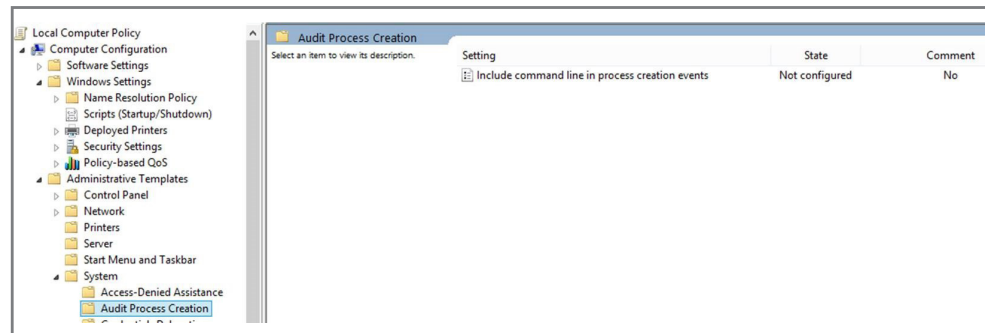 Local Computer Policy
Computer Configuration
Software Settings
Windows Settings
Name Resolution Policy
Scripts (Startup/Shutdown)
Deployed Printers
Security Settings
Policy-based QoS
Administrative Templates
Control Panel
Network
Printers
Server
Start Menu and Taskbar
System
Access-Denied Assistance
Audit Process Creation
Audit Process Creation
Select an item to view its description.
Setting State Comment
Include command line in process creation events Not configured No